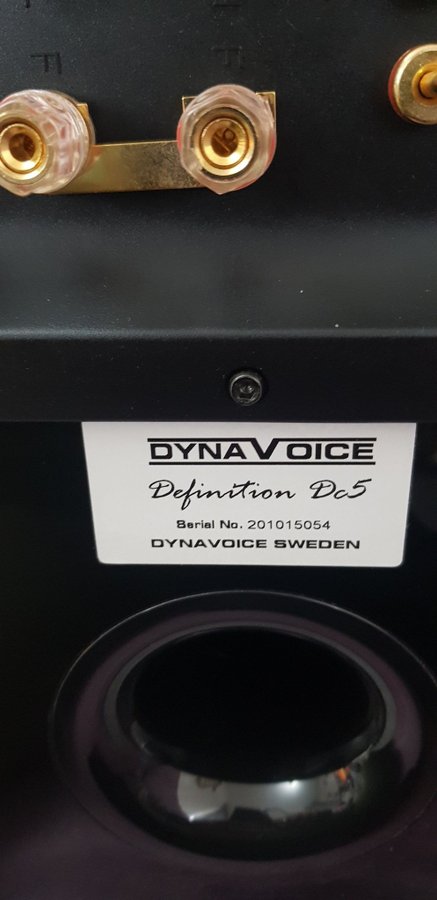 DYNAVOICE
Definition Dc5
Serial No. 201015054
DYNAVOICE SWEDEN